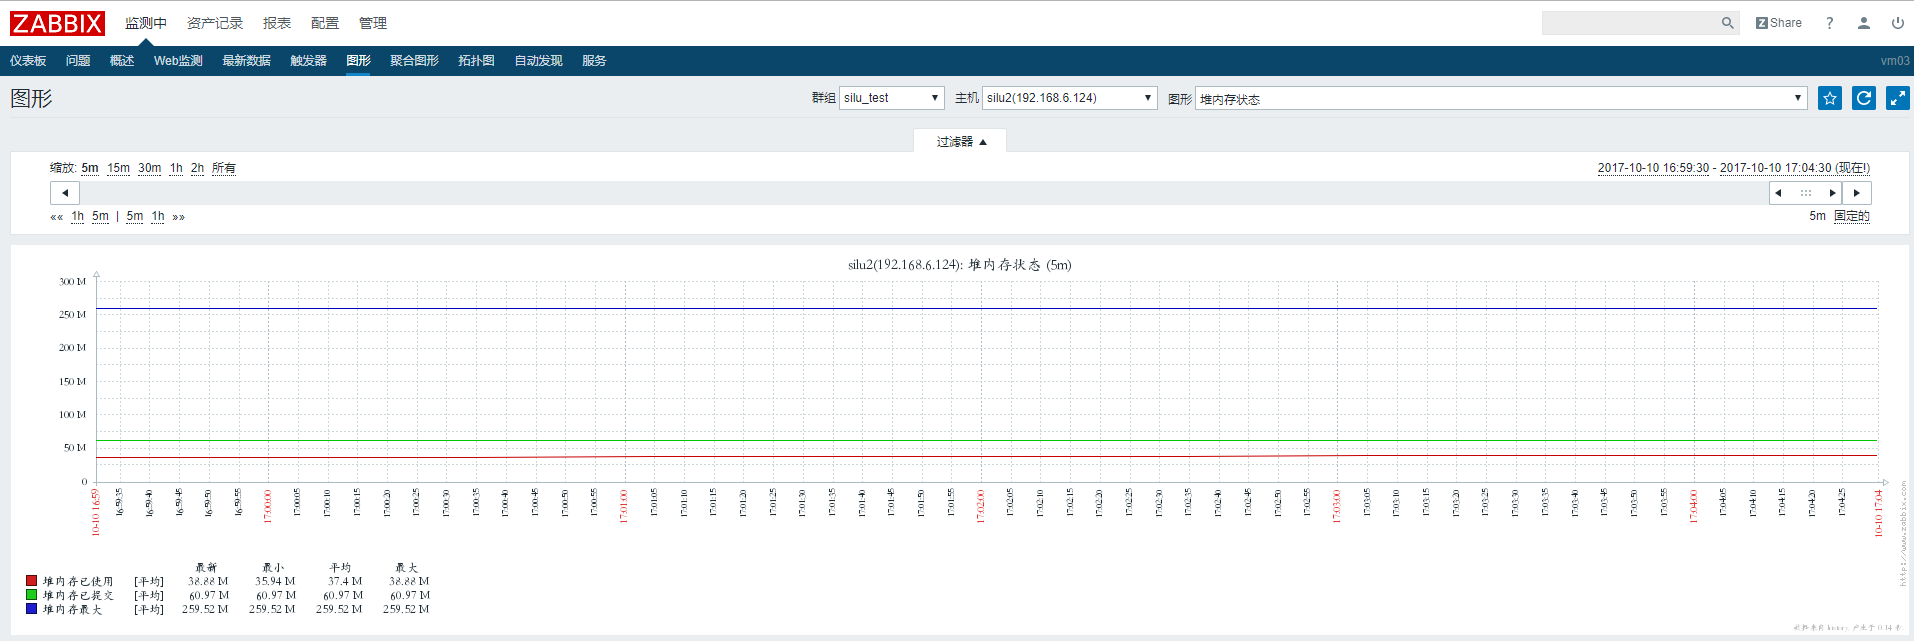 ZABBIX 监测中 资产记录 报表 配置 管理 Z Share ?
仪表板 问题 概述 Web监测 最新数据 触发器 图形 聚合图形 拓扑图 自动发现 服务 vm03
图形 群组 silu_test 主机 silu2(192.168.6.124) 图形 堆内存状态
过滤器
缩放: 5m 15m 30m 1h 2h 所有 2017-10-10 16:59:30 - 2017-10-10 17:04:30 (现在!)
«« 1h 5m | 5m 1h »» 5m 固定的
silu2(192.168.6.124): 堆内存状态 (5m)
300 M
250 M
200 M
150 M
100 M
50 M
0
10-10 16:59 16:59:35 16:59:40 16:59:45 16:59:50 16:59:55 17:00:00 17:00:05 17:00:10 17:00:15 17:00:20 17:00:25 17:00:30 17:00:35 17:00:40 17:00:45 17:00:50 17:00:55 17:01:00 17:01:05 17:01:10 17:01:15 17:01:20 17:01:25 17:01:30 17:01:35 17:01:40 17:01:45 17:01:50 17:01:55 17:02:00 17:02:05 17:02:10 17:02:15 17:02:20 17:02:25 17:02:30 17:02:35 17:02:40 17:02:45 17:02:50 17:02:55 17:03:00 17:03:05 17:03:10 17:03:15 17:03:20 17:03:25 17:03:30 17:03:35 17:03:40 17:03:45 17:03:50 17:03:55 17:04:00 17:04:05 17:04:10 17:04:15 17:04:20 17:04:25 10-10 17:04
http://www.zabbix.com
最新 最小 平均 最大
堆内存已使用 [平均] 38.88 M 35.94 M 37.4 M 38.88 M
堆内存已提交 [平均] 60.97 M 60.97 M 60.97 M 60.97 M
堆内存最大 [平均] 259.52 M 259.52 M 259.52 M 259.52 M